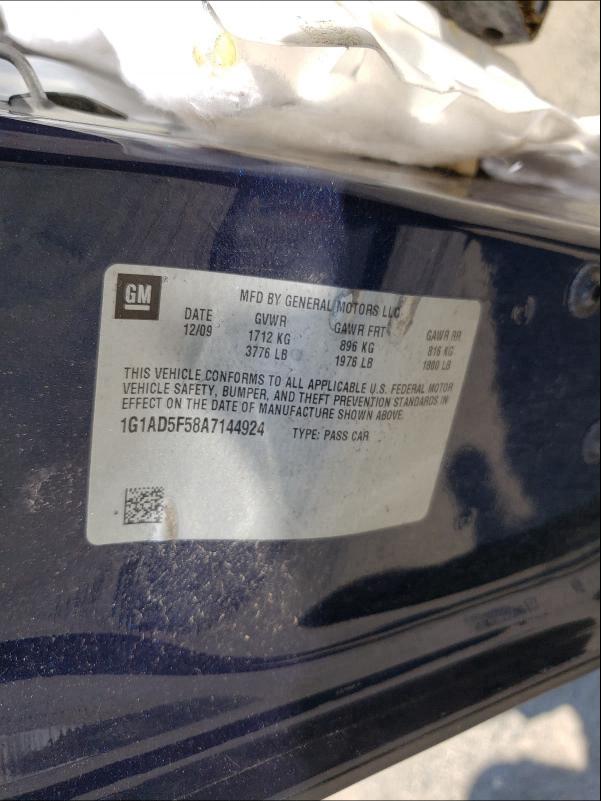 GM
MFD BY GENERAL MOTORS LLC
DATE GVWR GAWR FRT GAWR RR
12/09 1712 KG 896 KG 816 KG
3776 LB 1976 LB 1800 LB
THIS VEHICLE CONFORMS TO ALL APPLICABLE U.S. FEDERAL MOTOR
VEHICLE SAFETY, BUMPER, AND THEFT PREVENTION STANDARDS IN
EFFECT ON THE DATE OF MANUFACTURE SHOWN ABOVE.
1G1AD5F58A7144924 TYPE: PASS CAR